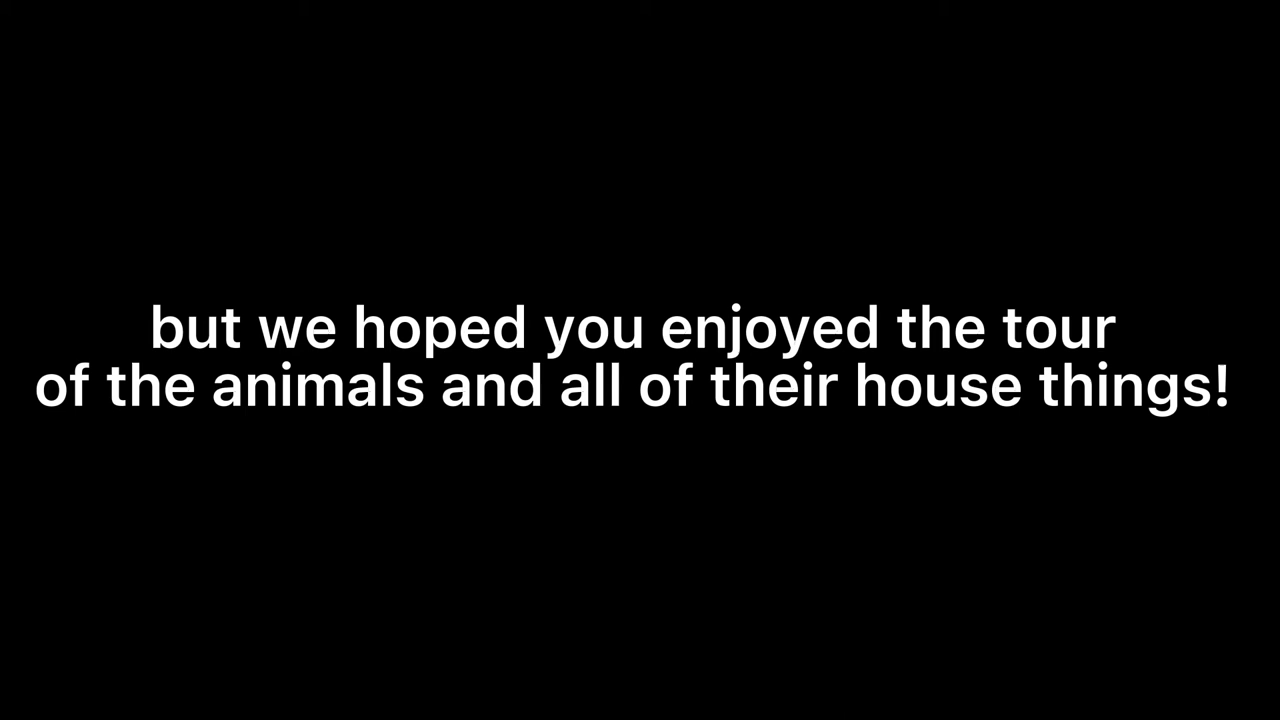 but we hoped you enjoyed the tour
of the animals and all of their house things!